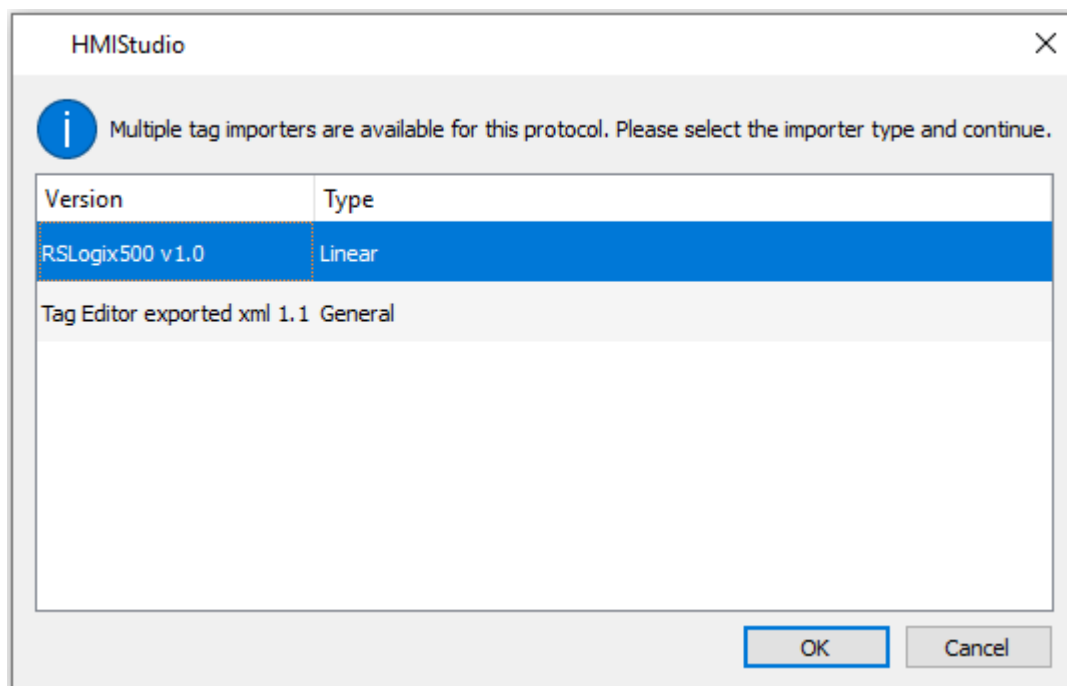 HMIStudio
Multiple tag importers are available for this protocol. Please select the importer type and continue.
Version Type
RSLogix500 v1.0 Linear
Tag Editor exported xml 1.1 General
OK Cancel